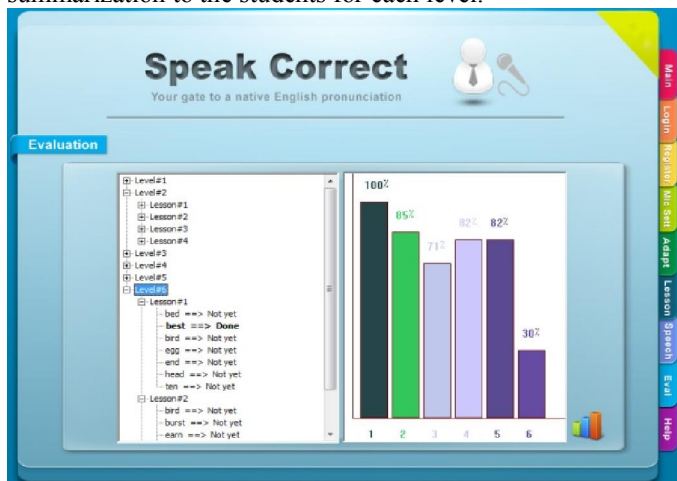 summarization to the students for each level.
Speak Correct
Your gate to a native English pronunciation
Evaluation
Level#1
Level#2
Lesson#1
Lesson#2
Lesson#3
Lesson#4
Level#3
Level#4
Level#5
Level#6
Lesson#1
bed ==> Not yet
best ==> Done
bird ==> Not yet
egg ==> Not yet
end ==> Not yet
head ==> Not yet
ten ==> Not yet
Lesson#2
bird ==> Not yet
burst ==> Not yet
earn ==> Not yet
100%
85%
71%
82%
82%
30%
1 2 3 4 5 6
Main
Login
Register
Mic Sett
Adapt
Lesson
Speech
Eval
Help